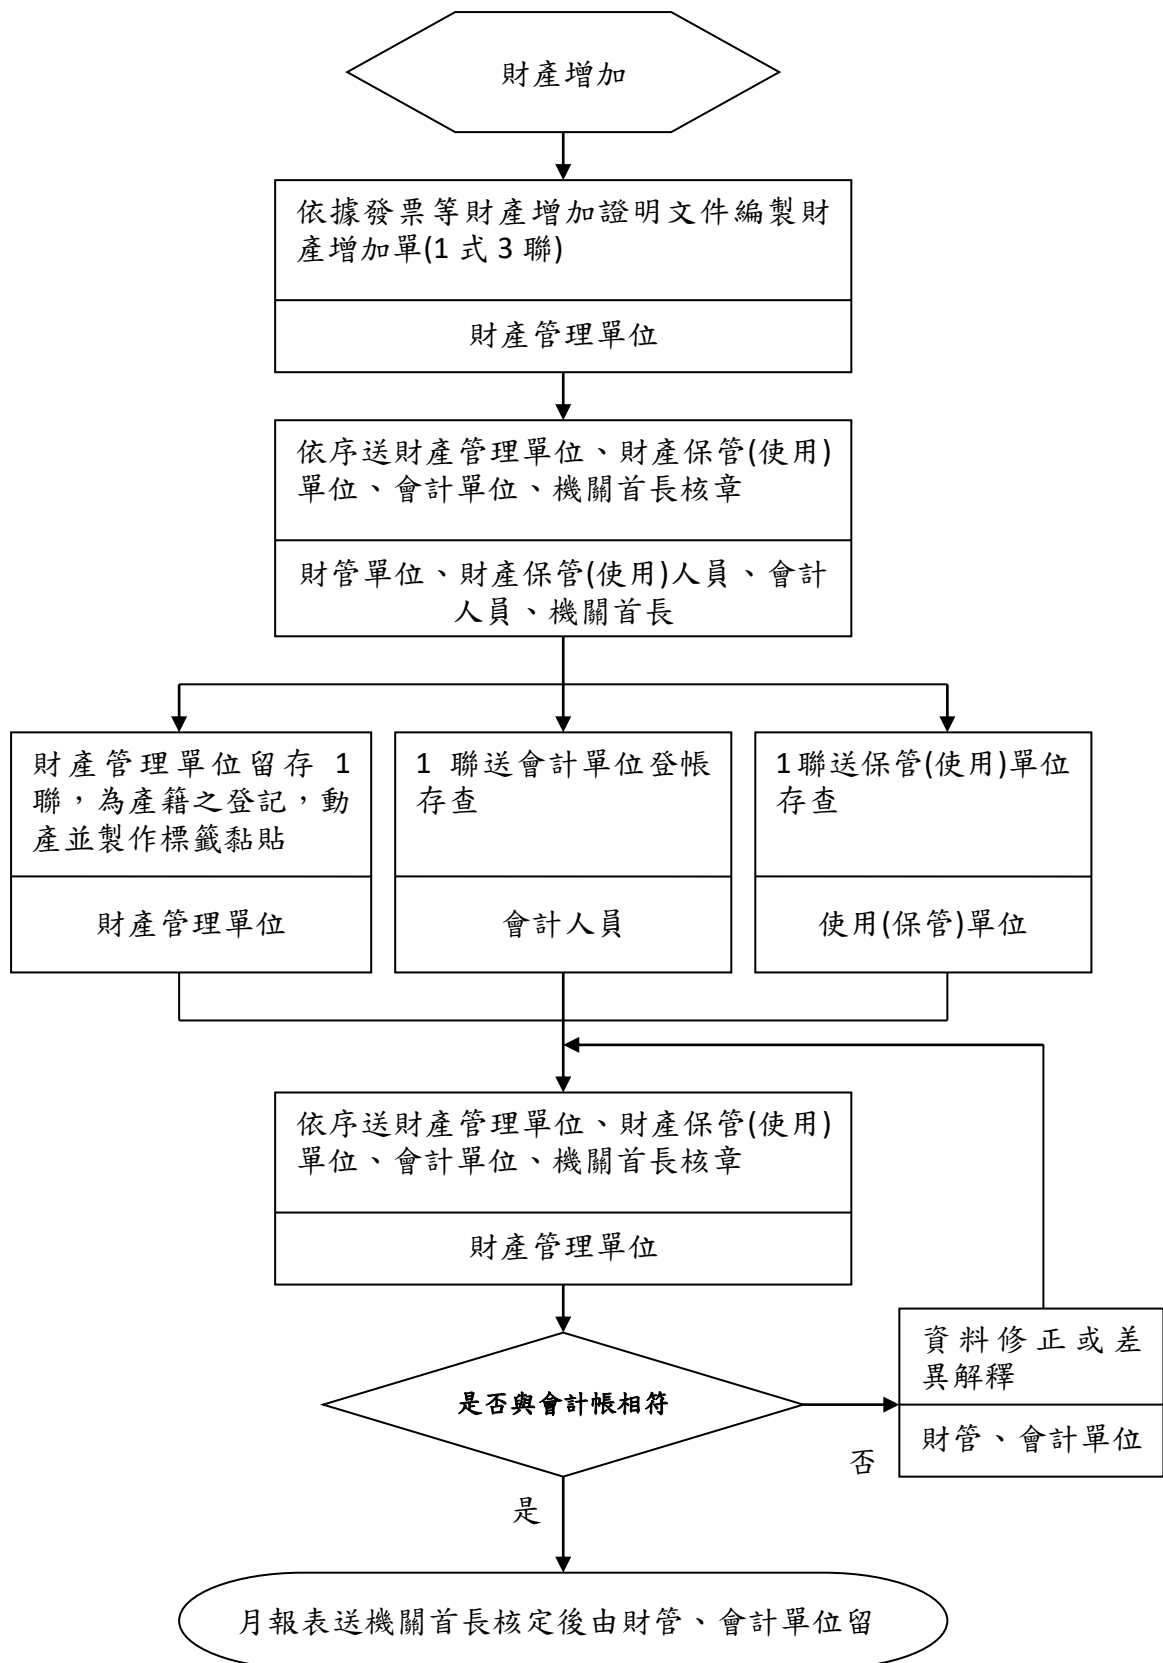 財產增加
依據發票等財產增加證明文件編製財
產增加單(1 式 3 聯)
財產管理單位
依序送財產管理單位、財產保管(使用)
單位、會計單位、機關首長核章
財管單位、財產保管(使用)人員、會計
人員、機關首長
財產管理單位留存 1
聯，為產籍之登記，動
產並製作標籤黏貼
財產管理單位
1 聯送會計單位登帳
存查
會計人員
1聯送保管(使用)單位
存查
使用(保管)單位
依序送財產管理單位、財產保管(使用)
單位、會計單位、機關首長核章
財產管理單位
是否與會計帳相符
否
資料修正或差
異解釋
財管、會計單位
是
月報表送機關首長核定後由財管、會計單位留